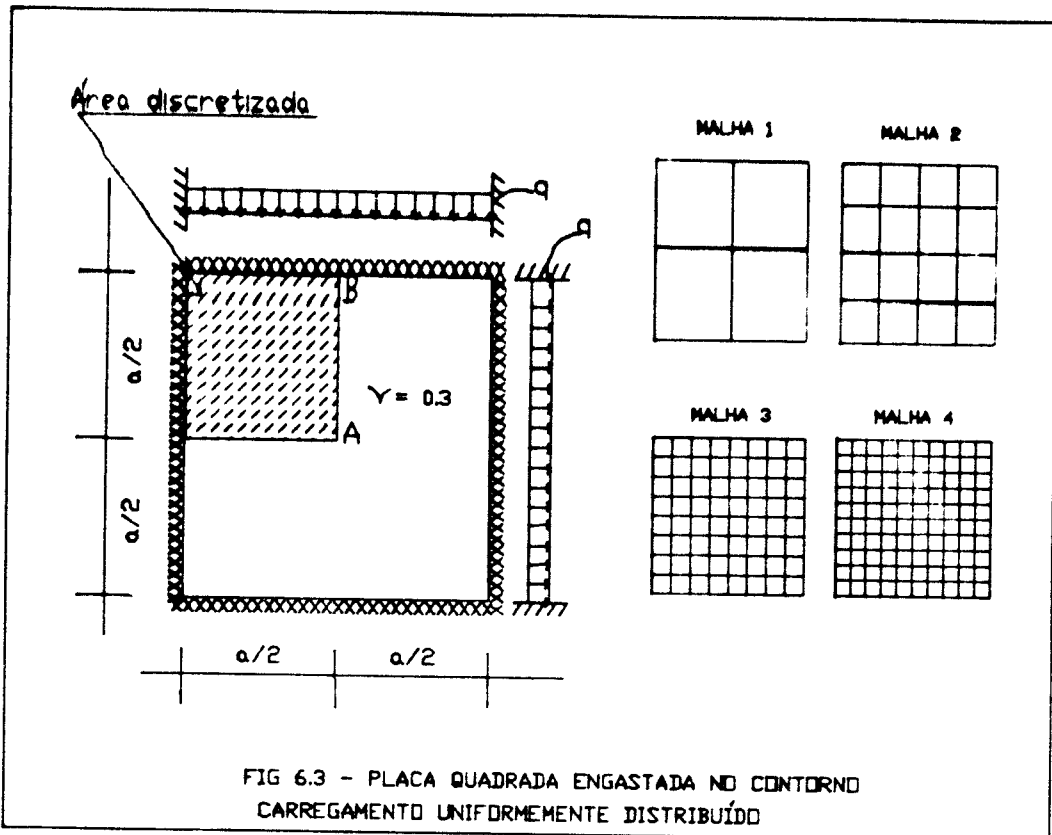 Área discretizada
MALHA 1
MALHA 2
q
q
B
a/2
ν = 0.3
A
MALHA 3
MALHA 4
a/2
a/2
a/2
FIG 6.3 - PLACA QUADRADA ENGASTADA NO CONTORNO
CARREGAMENTO UNIFORMEMENTE DISTRIBUÍDO